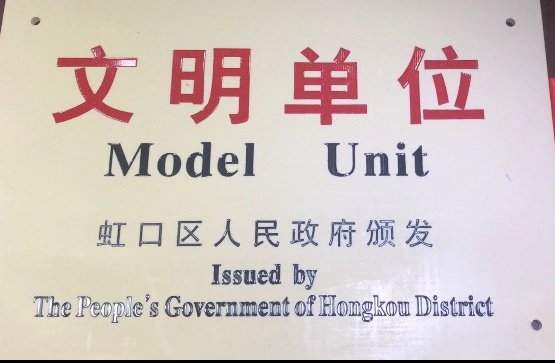 文明单位
Model Unit
虹口区人民政府颁发
Issued by
The People's Government of Hongkou District